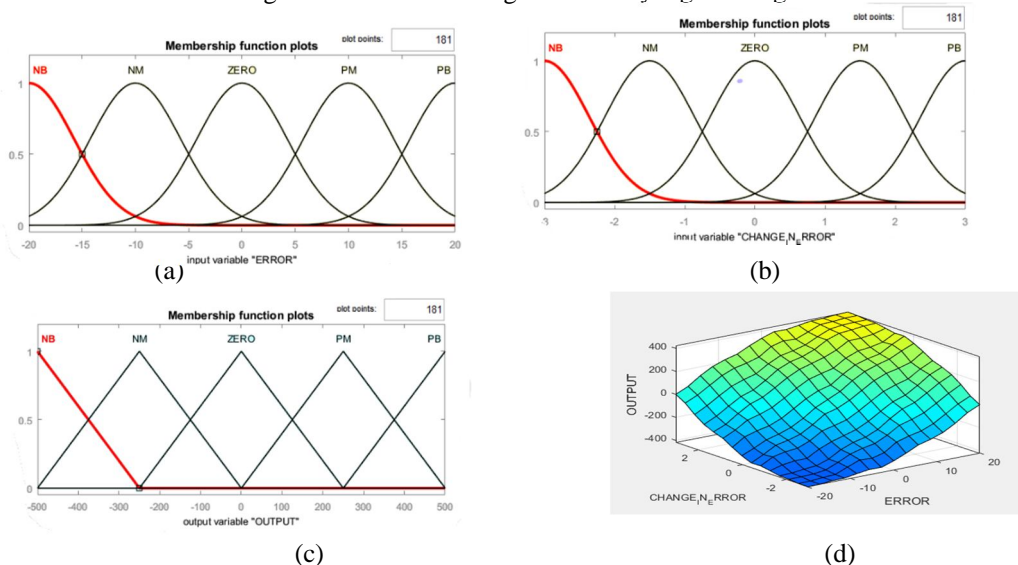 Membership function plots
plot points:
181
NB
NM
ZERO
PM
PB
1
0.5
0
-20
-15
-10
-5
0
5
10
15
20
input variable "ERROR"
(a)
Membership function plots
plot points:
181
NB
NM
ZERO
PM
PB
1
0.5
0
-3
-2
-1
0
1
2
3
input variable "CHANGE_IN_ERROR"
(b)
Membership function plots
plot points:
181
NB
NM
ZERO
PM
PB
1
0.5
0
-500
-400
-300
-200
-100
0
100
200
300
400
500
output variable "OUTPUT"
(c)
400
200
0
-200
-400
OUTPUT
2
0
-2
CHANGE_IN_ERROR
-20
-10
0
10
20
ERROR
(d)